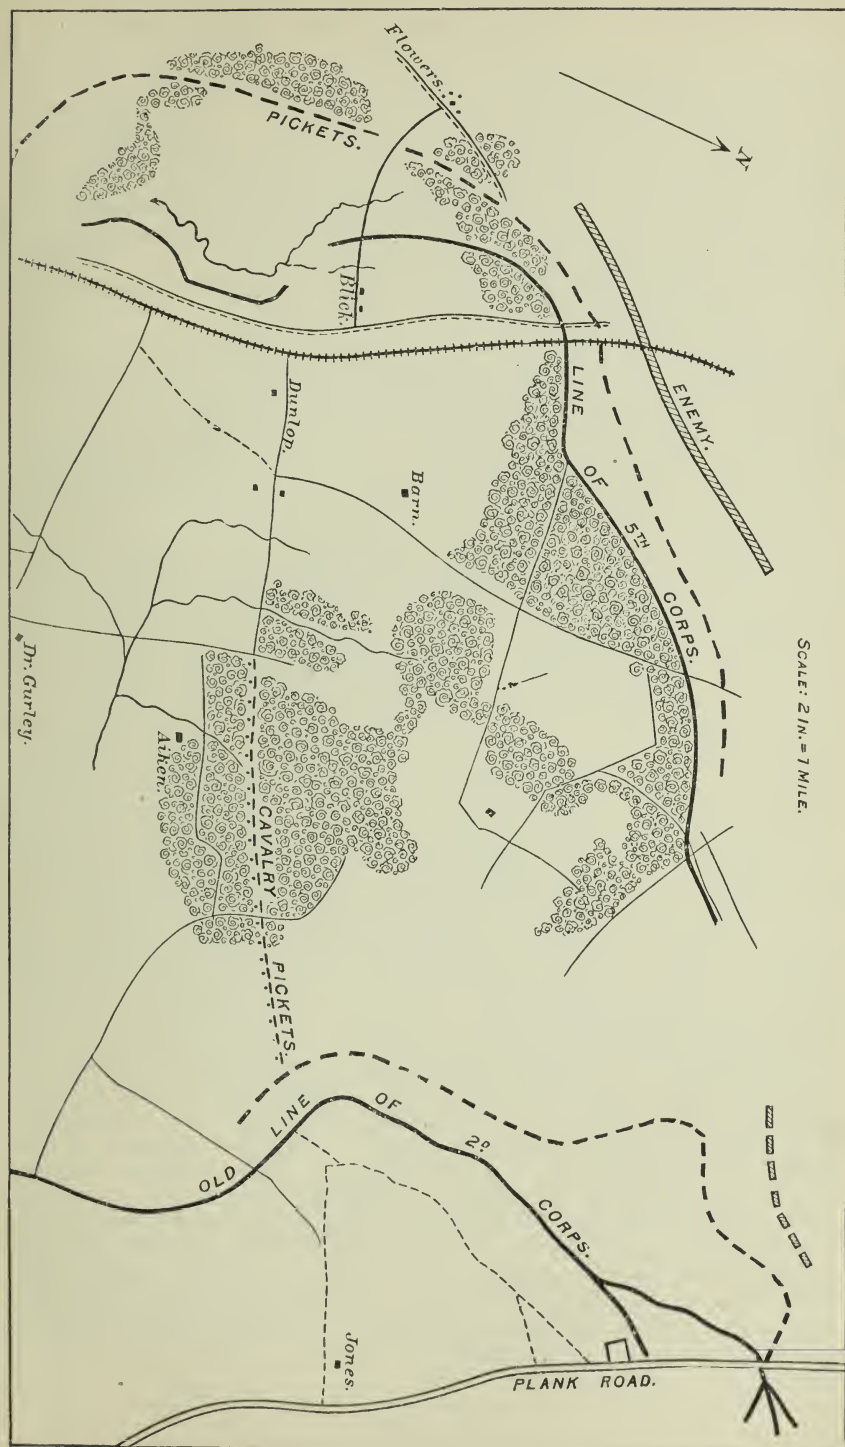 Flowers.
N.
PICKETS.
ENEMY.
Blick.
LINE OF 5TH CORPS.
SCALE: 2 IN. = 1 MILE.
Dunlop.
Barn.
Dr. Gurley.
Aiken.
CAVALRY PICKETS.
OLD LINE OF 2D CORPS.
Jones.
PLANK ROAD.